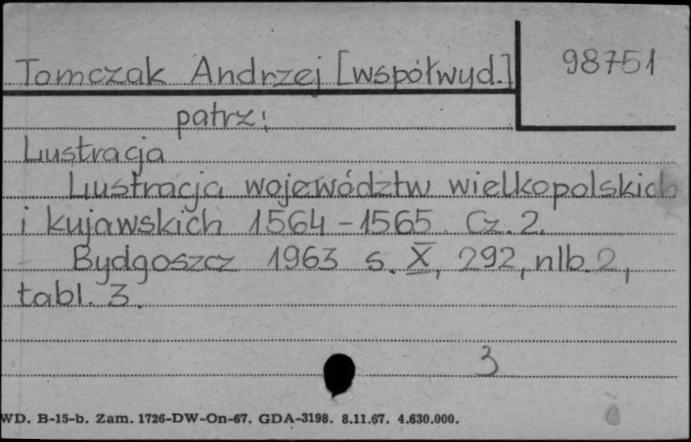 Tomczak Andrzej [współwyd.] 98751
patrz:
Lustracja
Lustracja województw wielkopolskich
i kujawskich 1564-1565. Cz. 2.
Bydgoszcz 1963 s. X, 292, nlb. 2,
tabl. 3.
3
WD. B-15-b. Zam. 1726-DW-On-67. GDA-3198. 8.11.67. 4.630.000.